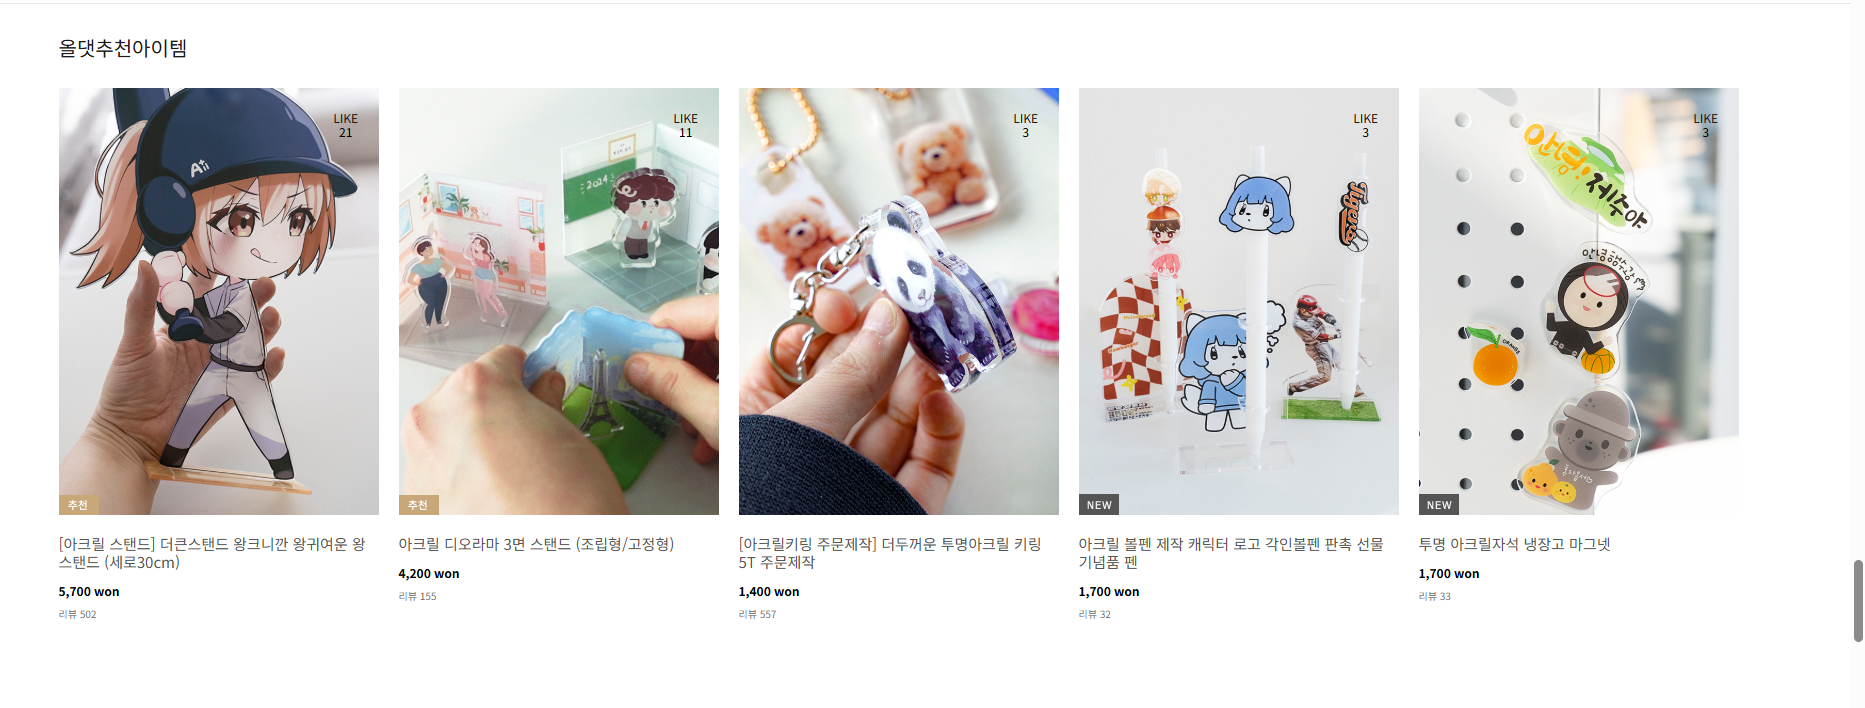 올댓추천아이템
LIKE
21
Aii
추천
[아크릴 스탠드] 더큰스탠드 왕크니깐 왕귀여운 왕
스탠드 (세로30cm)
5,700 won
리뷰 502
LIKE
11
2024
추천
아크릴 디오라마 3면 스탠드 (조립형/고정형)
4,200 won
리뷰 155
LIKE
3
[아크릴키링 주문제작] 더두꺼운 투명아크릴 키링
5T 주문제작
1,400 won
리뷰 557
LIKE
3
Tigers
NEW
아크릴 볼펜 제작 캐릭터 로고 각인볼펜 판촉 선물
기념품 펜
1,700 won
리뷰 32
LIKE
3
안녕!
제주야
ORANGE
NEW
투명 아크릴자석 냉장고 마그넷
1,700 won
리뷰 33